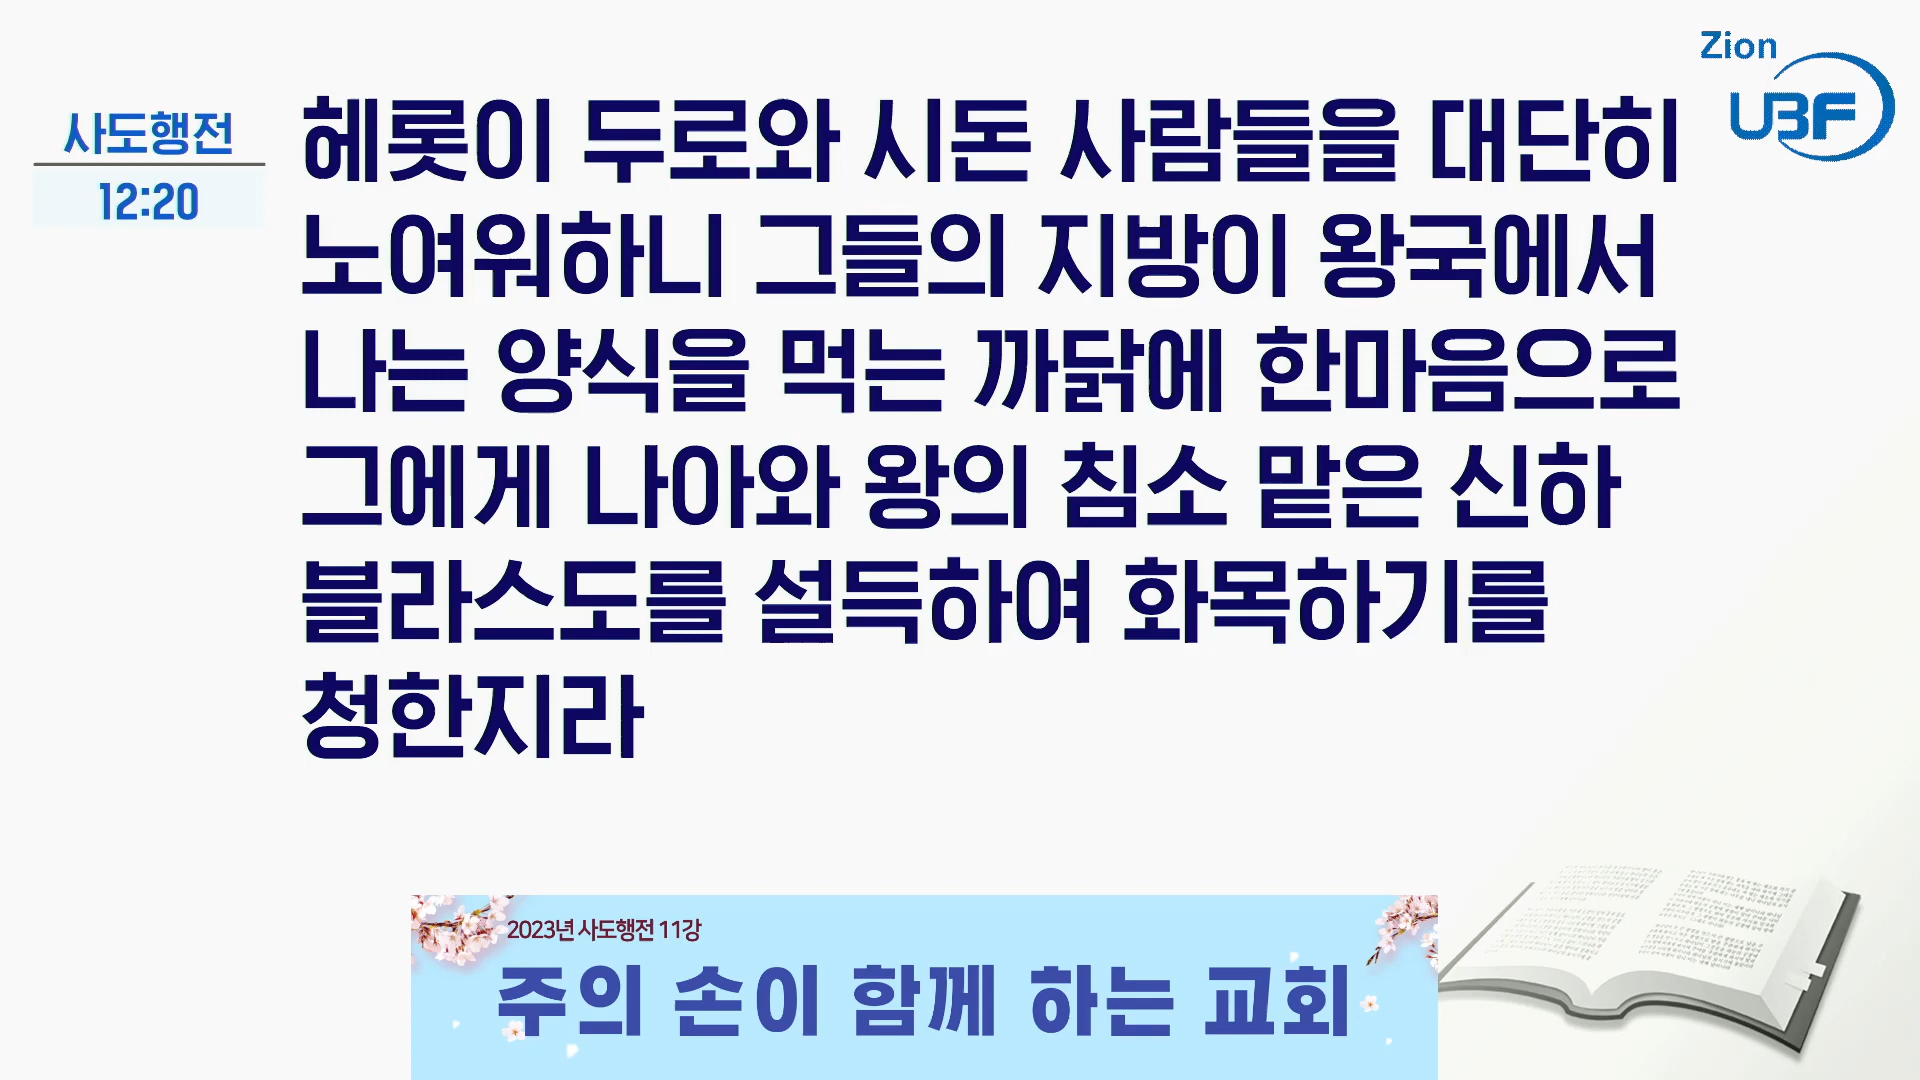 Zion
UBF
사도행전
12:20
헤롯이 두로와 시돈 사람들을 대단히
노여워하니 그들의 지방이 왕국에서
나는 양식을 먹는 까닭에 한마음으로
그에게 나아와 왕의 침소 맡은 신하
블라스도를 설득하여 화목하기를
청한지라
2023년 사도행전 11강
주의 손이 함께 하는 교회